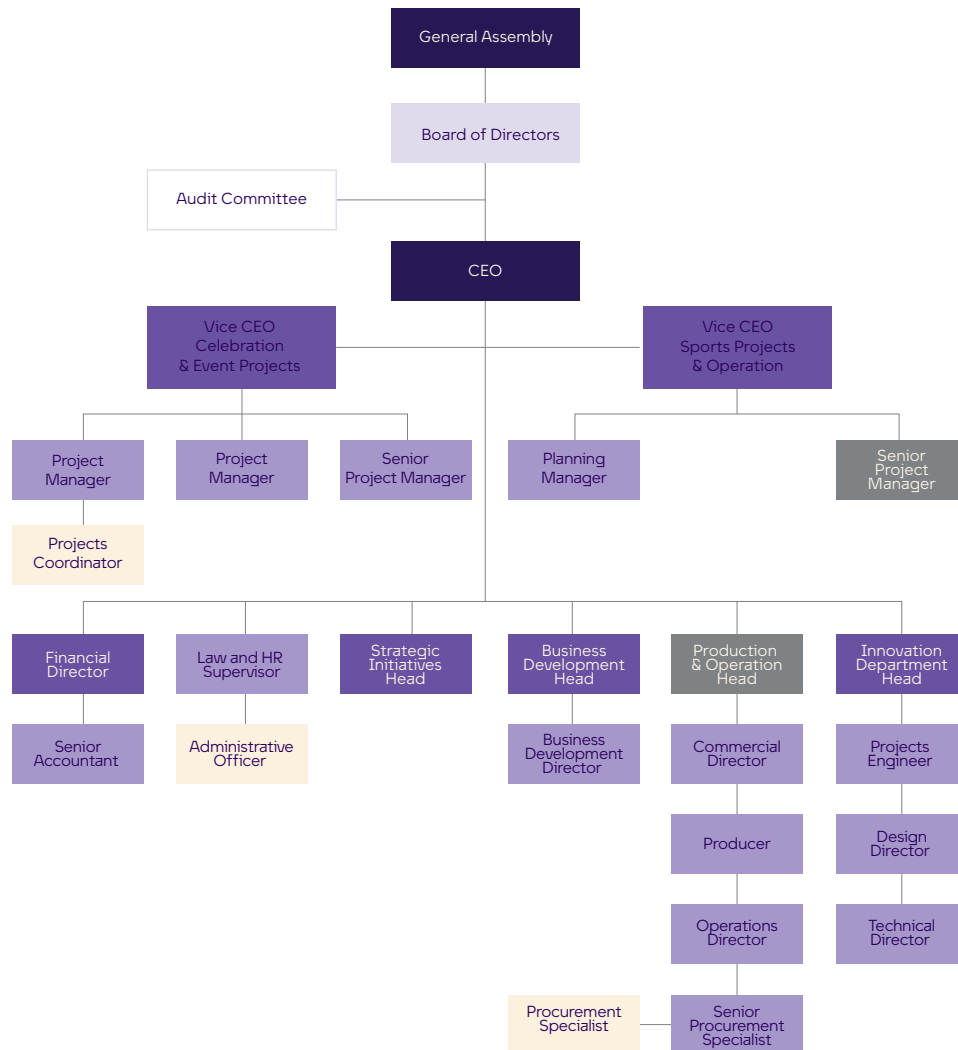 General Assembly
Board of Directors
Audit Committee
CEO
Vice CEO
Celebration
& Event Projects
Vice CEO
Sports Projects
& Operation
Project
Manager
Project
Manager
Senior
Project Manager
Planning
Manager
Senior
Project
Manager
Projects
Coordinator
Financial
Director
Law and HR
Supervisor
Strategic
Initiatives
Head
Business
Development
Head
Production
& Operation
Head
Innovation
Department
Head
Senior
Accountant
Administrative
Officer
Business
Development
Director
Commercial
Director
Projects
Engineer
Producer
Design
Director
Operations
Director
Technical
Director
Procurement
Specialist
Senior
Procurement
Specialist